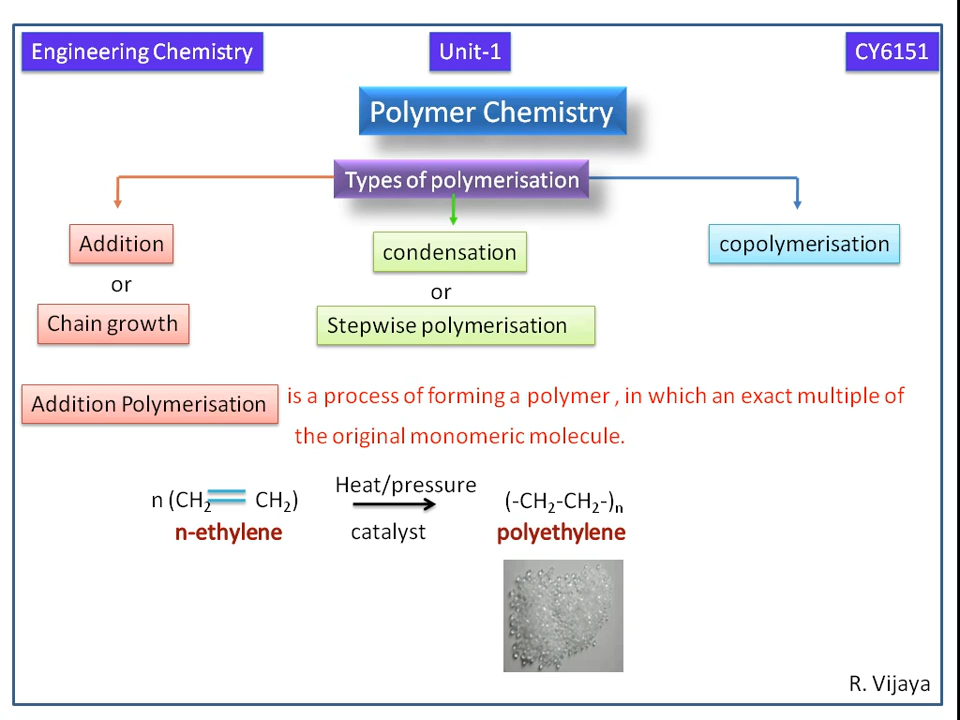 Engineering Chemistry
Unit-1
CY6151
Polymer Chemistry
Types of polymerisation
Addition
or
Chain growth
condensation
or
Stepwise polymerisation
copolymerisation
Addition Polymerisation
is a process of forming a polymer , in which an exact multiple of
the original monomeric molecule.
n (CH₂ CH₂)
n-ethylene
Heat/pressure
catalyst
(-CH₂-CH₂-)ₙ
polyethylene
R. Vijaya